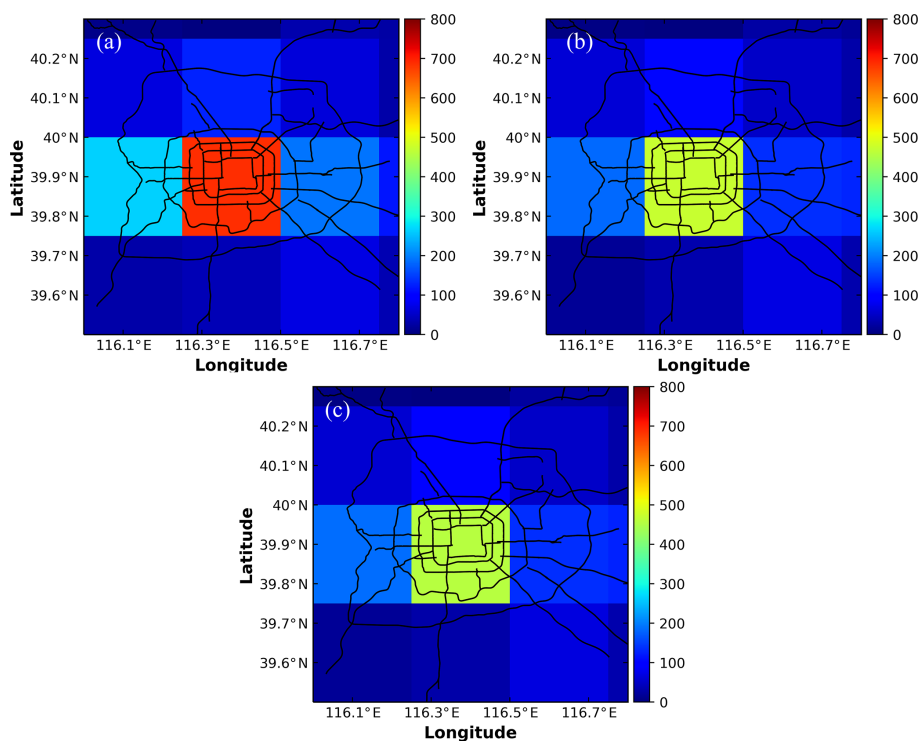 (a)
40.2°N
40.1°N
40°N
39.9°N
39.8°N
39.7°N
39.6°N
Latitude
116.1°E 116.3°E 116.5°E 116.7°E
Longitude
800
700
600
500
400
300
200
100
0
(b)
40.2°N
40.1°N
40°N
39.9°N
39.8°N
39.7°N
39.6°N
Latitude
116.1°E 116.3°E 116.5°E 116.7°E
Longitude
800
700
600
500
400
300
200
100
0
(c)
40.2°N
40.1°N
40°N
39.9°N
39.8°N
39.7°N
39.6°N
Latitude
116.1°E 116.3°E 116.5°E 116.7°E
Longitude
800
700
600
500
400
300
200
100
0